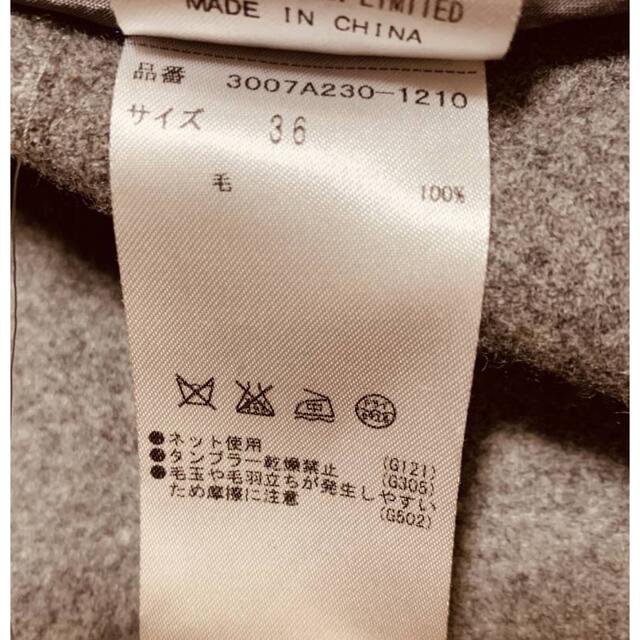 LIMITED
MADE IN CHINA
品番 3007A230-1210
サイズ 36
毛 100%
中
●ネット使用 (G121)
●タンブラー乾燥禁止 (G305)
●毛玉や毛羽立ちが発生しやすい
ため摩擦に注意 (G502)